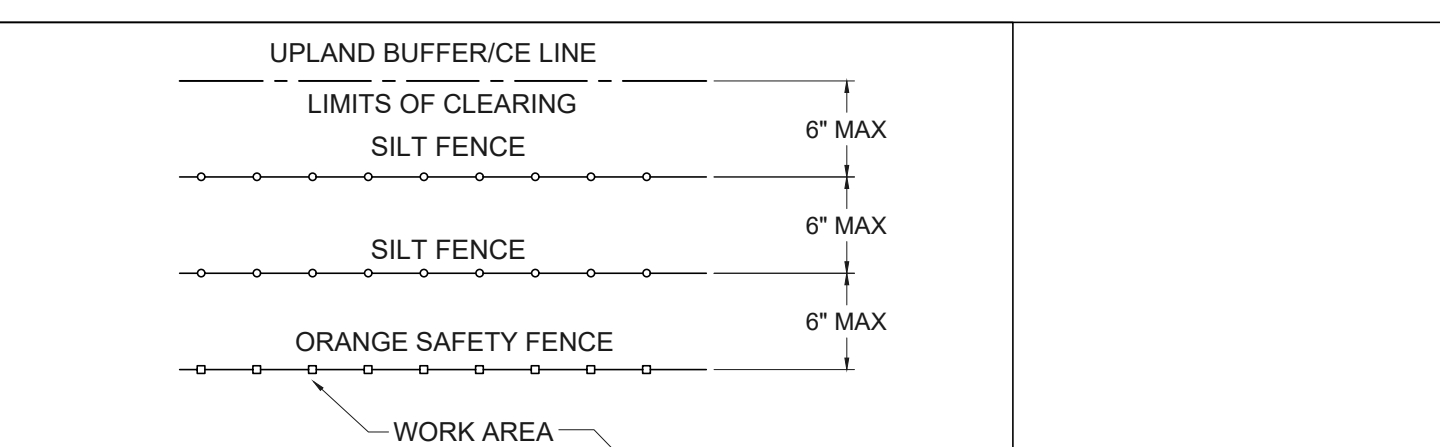 UPLAND BUFFER/CE LINE
LIMITS OF CLEARING
6" MAX
SILT FENCE
6" MAX
SILT FENCE
6" MAX
ORANGE SAFETY FENCE
WORK AREA